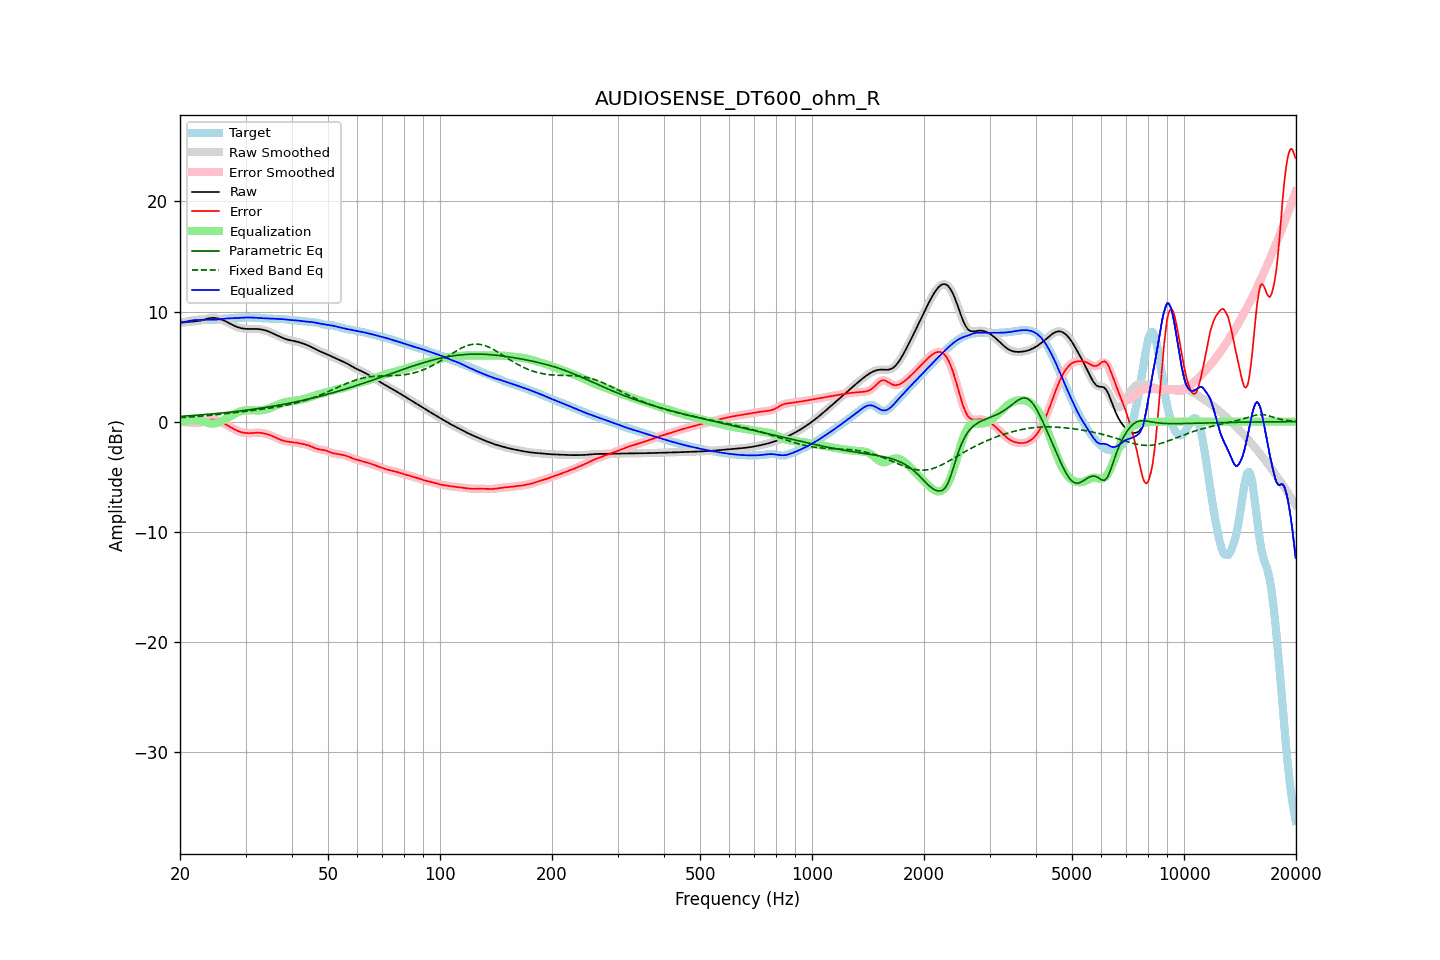 AUDIOSENSE_DT600_ohm_R
Target
Raw Smoothed
Error Smoothed
Raw
Error
Equalization
Parametric Eq
Fixed Band Eq
Equalized
20
10
0
−10
−20
−30
Amplitude (dBr)
20 50 100 200 500 1000 2000 5000 10000 20000
Frequency (Hz)